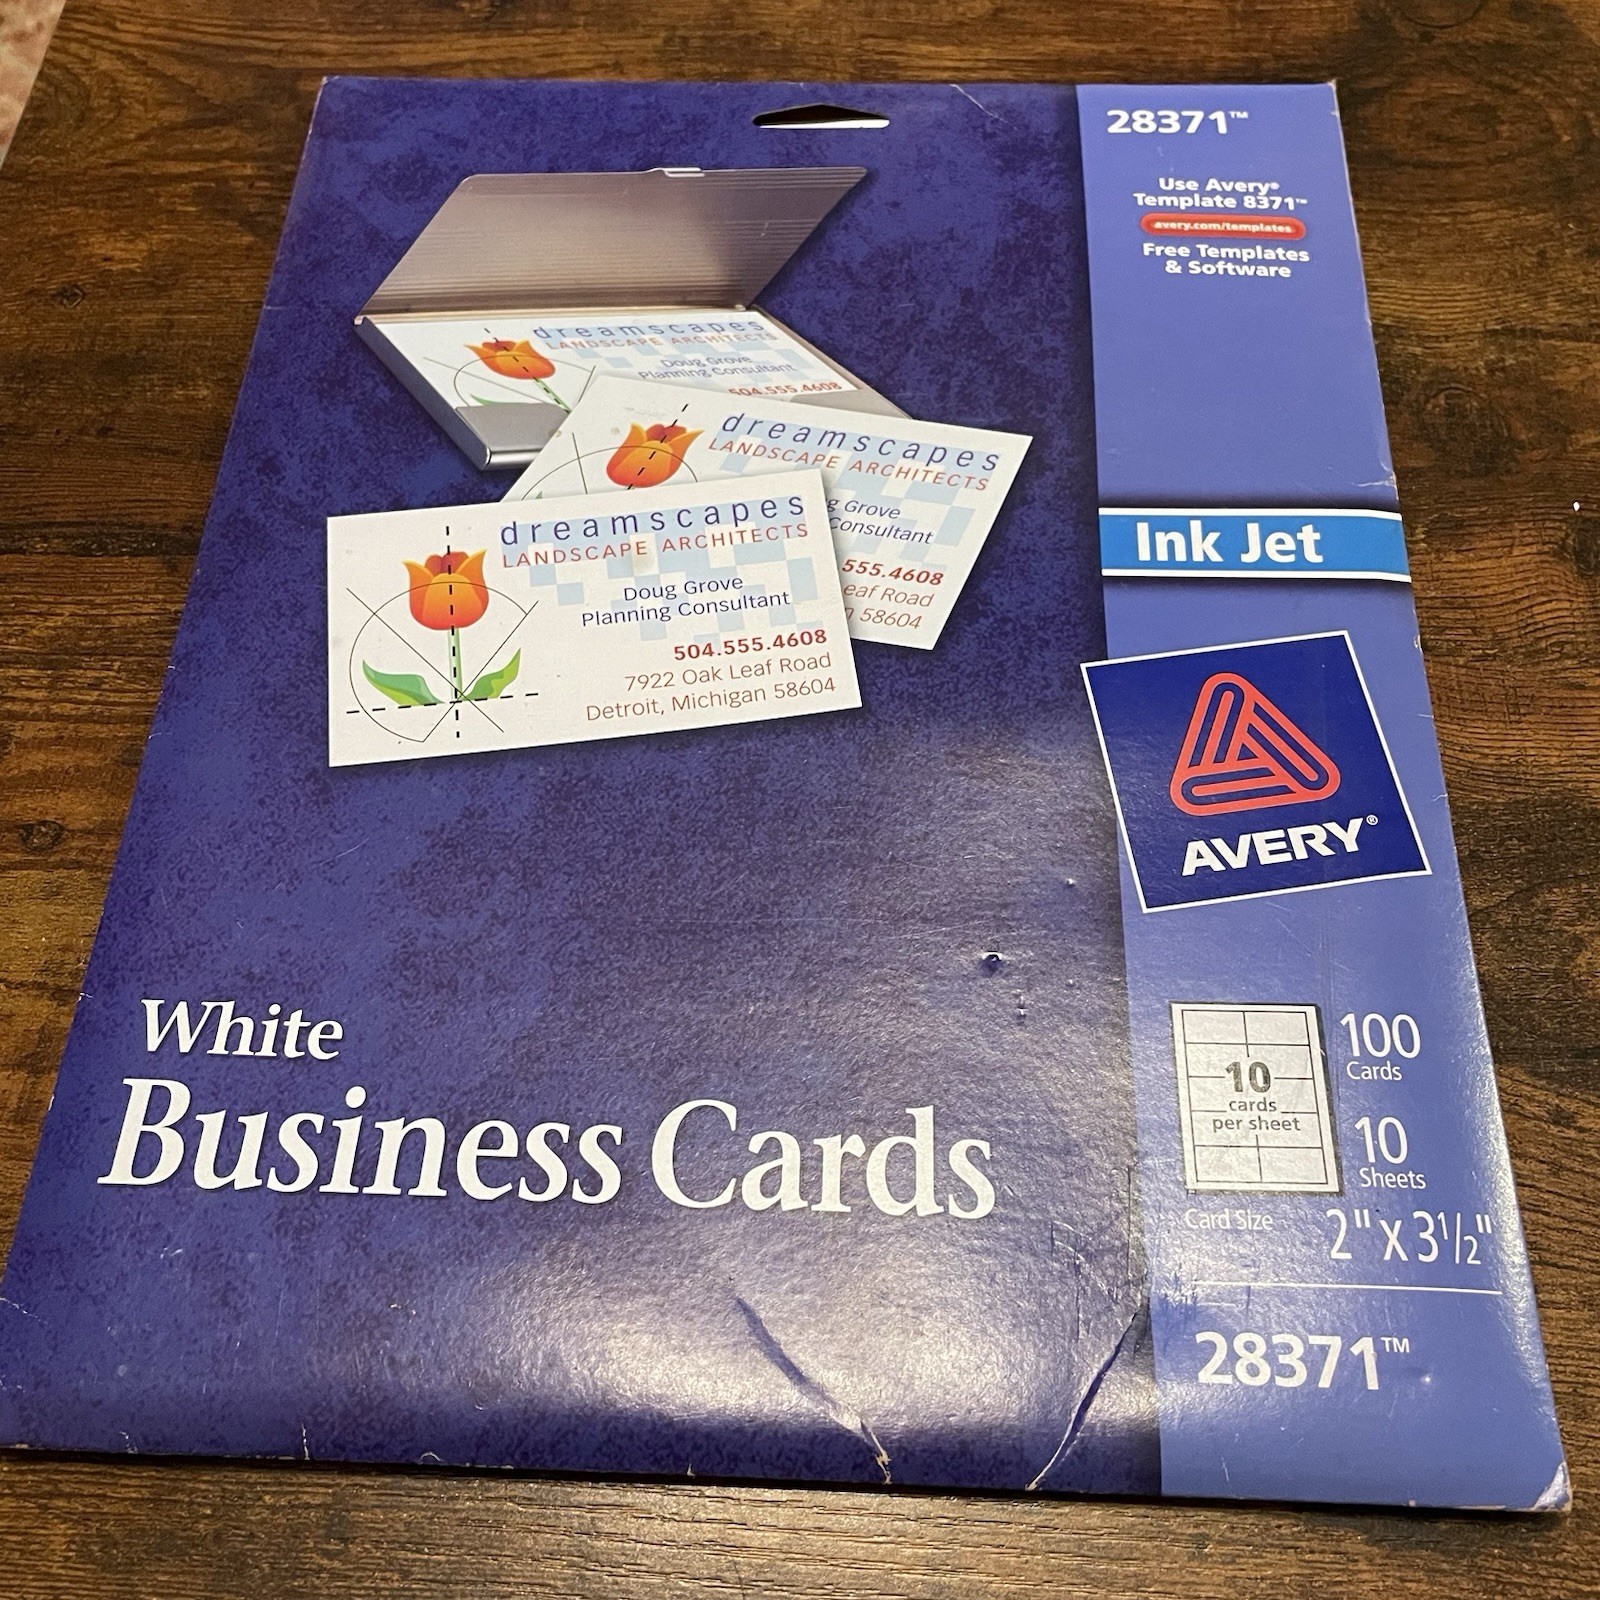 28371™
Use Avery®
Template 8371™
avery.com/templates
Free Templates
& Software
dreamscapes
LANDSCAPE ARCHITECTS
Doug Grove
Planning Consultant
504.555.4608
dreamscapes
LANDSCAPE ARCHITECTS
g Grove
Consultant
555.4608
eaf Road
58604
dreamscapes
LANDSCAPE ARCHITECTS
Doug Grove
Planning Consultant
504.555.4608
7922 Oak Leaf Road
Detroit, Michigan 58604
Ink Jet
AVERY®
White
Business Cards
10
cards
per sheet
100
Cards
10
Sheets
Card Size 2" x 3 1/2"
28371™